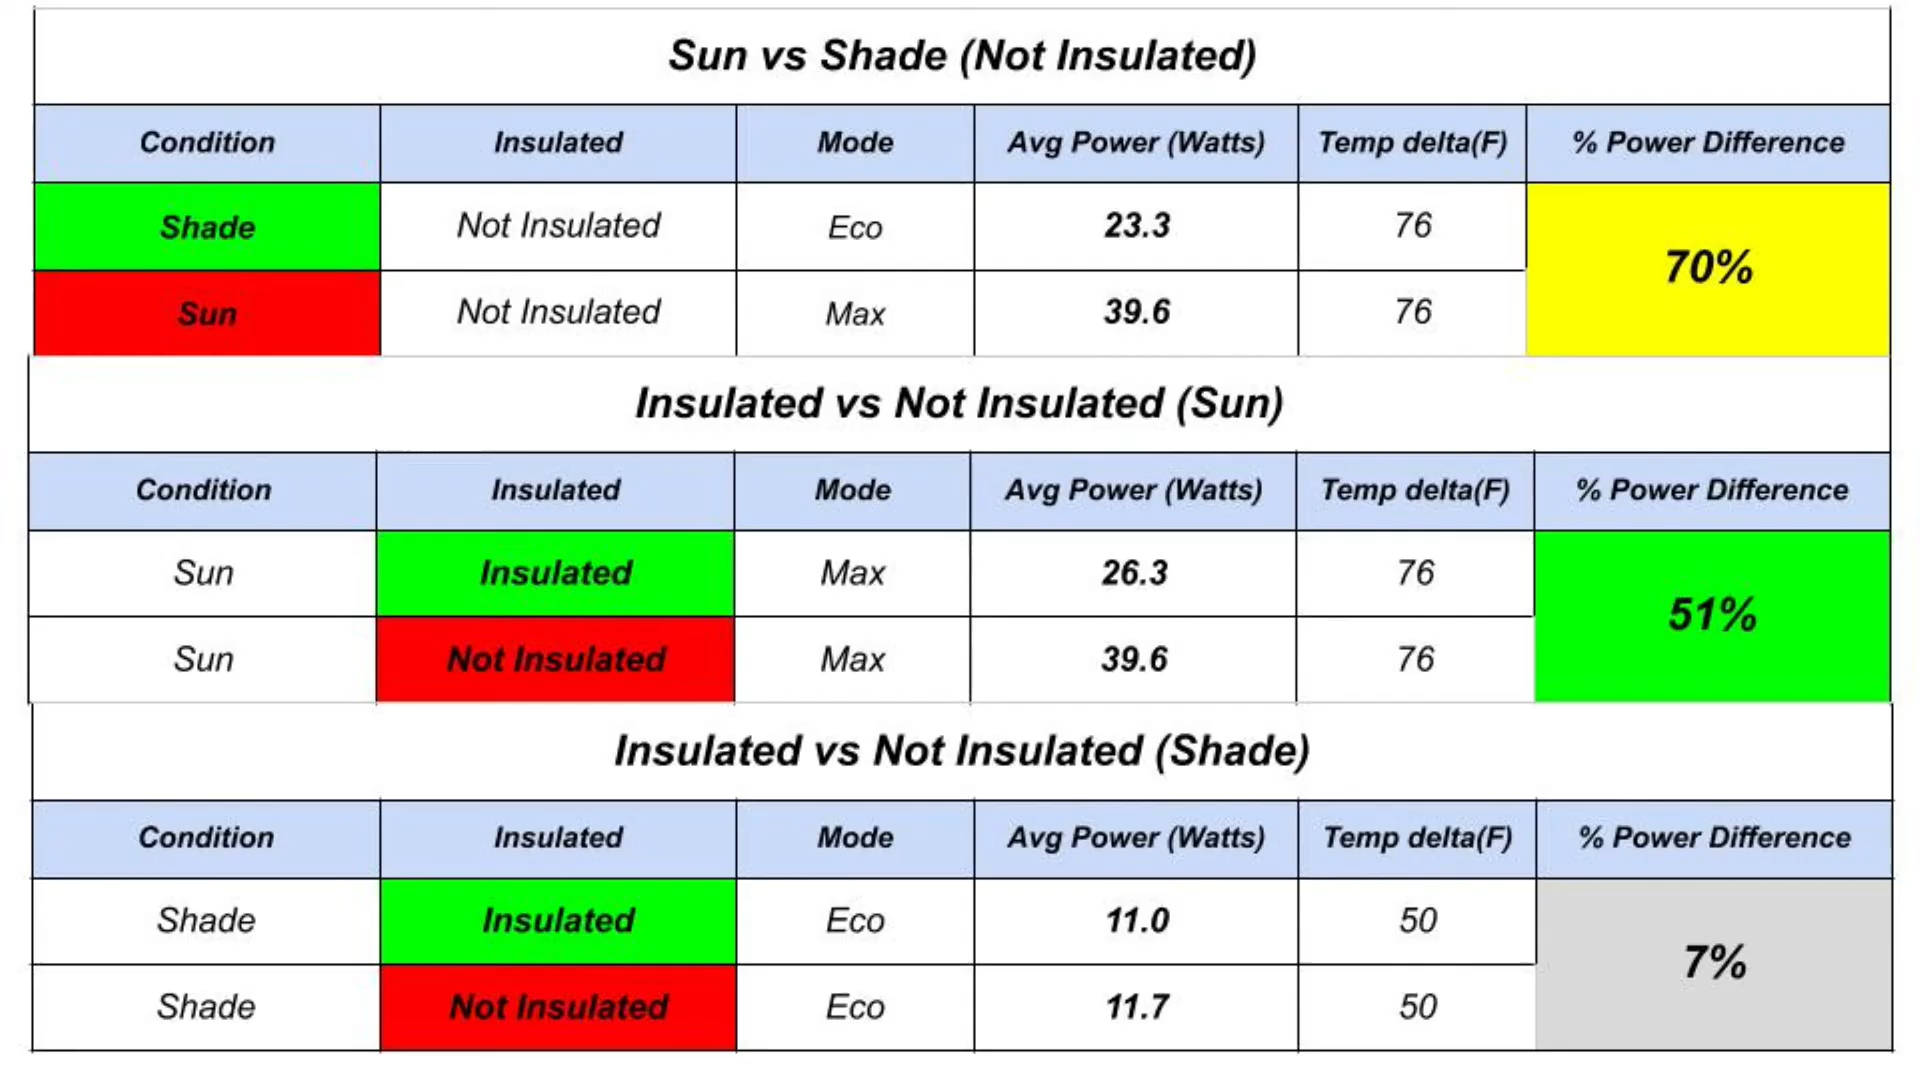 Sun vs Shade (Not Insulated)
Condition Insulated Mode Avg Power (Watts) Temp delta(F) % Power Difference
Shade Not Insulated Eco 23.3 76 70%
Sun Not Insulated Max 39.6 76
Insulated vs Not Insulated (Sun)
Condition Insulated Mode Avg Power (Watts) Temp delta(F) % Power Difference
Sun Insulated Max 26.3 76 51%
Sun Not Insulated Max 39.6 76
Insulated vs Not Insulated (Shade)
Condition Insulated Mode Avg Power (Watts) Temp delta(F) % Power Difference
Shade Insulated Eco 11.0 50 7%
Shade Not Insulated Eco 11.7 50